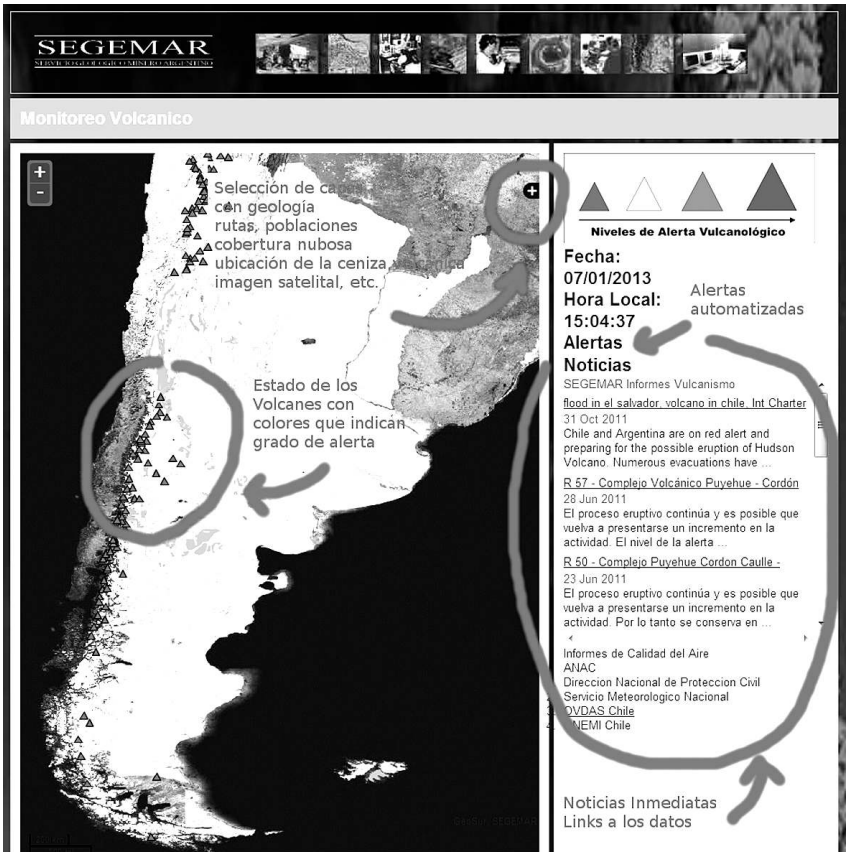 SEGEMAR
SERVICIO GEOLOGICO MINERO ARGENTINO
Monitoreo Volcanico
+
-
Selección de capas
con geología
rutas, poblaciones
cobertura nubosa
ubicación de la ceniza volcánica
imagen satelital, etc.
+
Estado de los
Volcanes con
colores que indican
grado de alerta
Niveles de Alerta Vulcanológico
Fecha:
07/01/2013
Hora Local:
15:04:37
Alertas
Noticias
Alertas
automatizadas
SEGEMAR Informes Vulcanismo
flood in el salvador, volcano in chile, Int Charter
31 Oct 2011
Chile and Argentina are on red alert and
preparing for the possible eruption of Hudson
Volcano. Numerous evacuations have ...
R 57 - Complejo Volcánico Puyehue - Cordón
28 Jun 2011
El proceso eruptivo continúa y es posible que
vuelva a presentarse un incremento en la
actividad. El nivel de la alerta ...
R 50 - Complejo Puyehue Cordon Caulle -
23 Jun 2011
El proceso eruptivo continúa y es posible que
vuelva a presentarse un incremento en la
actividad. Por lo tanto se conserva en ...
Informes de Calidad del Aire
ANAC
Direccion Nacional de Proteccion Civil
Servicio Meteorologico Nacional
OVDAS Chile
ONEMI Chile
Noticias Inmediatas
Links a los datos
SEGEMAR